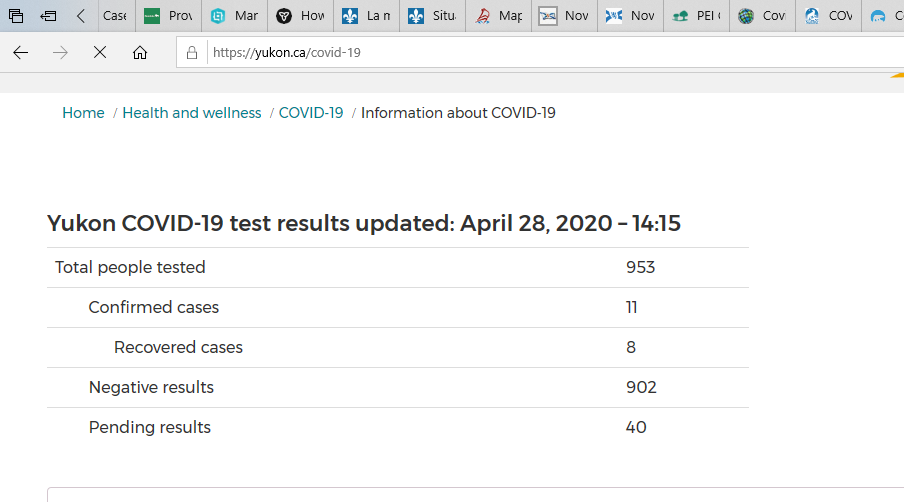 Case Prov Mar How La m Situ Map Nov Nov PEI Cov COV C
https://yukon.ca/covid-19
Home / Health and wellness / COVID-19 / Information about COVID-19
Yukon COVID-19 test results updated: April 28, 2020 – 14:15
Total people tested 953
Confirmed cases 11
Recovered cases 8
Negative results 902
Pending results 40